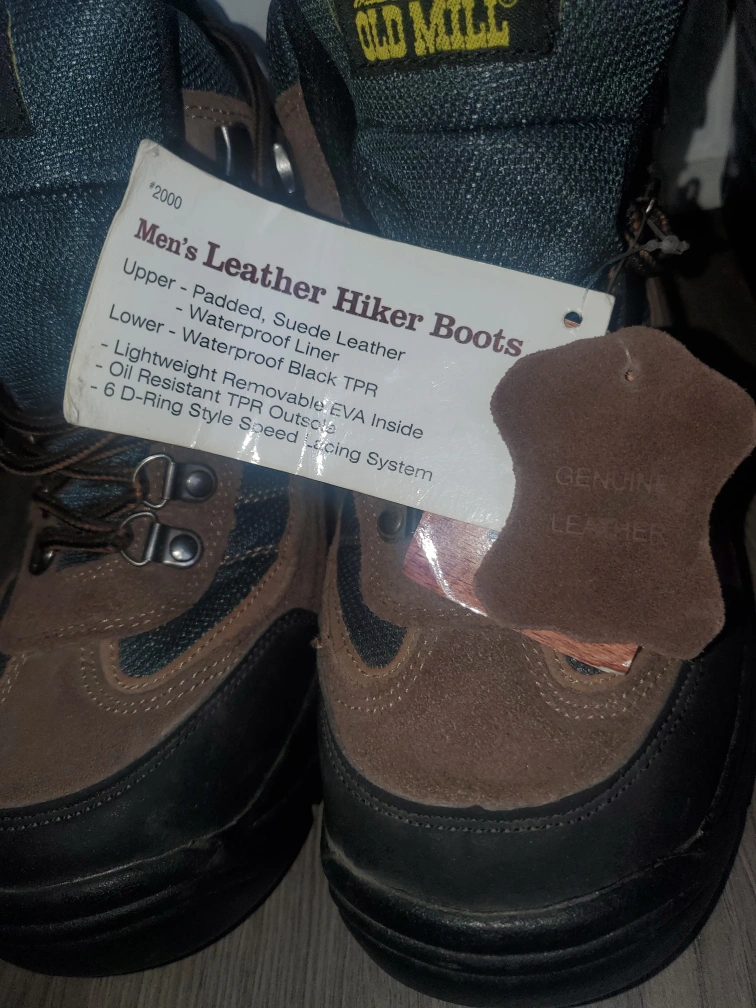 OLD MILL®
#2000
Men's Leather Hiker Boots
Upper - Padded, Suede Leather
- Waterproof Liner
Lower - Waterproof Black TPR
- Lightweight Removable EVA Inside
- Oil Resistant TPR Outsole
- 6 D-Ring Style Speed Lacing System
GENUINE
LEATHER